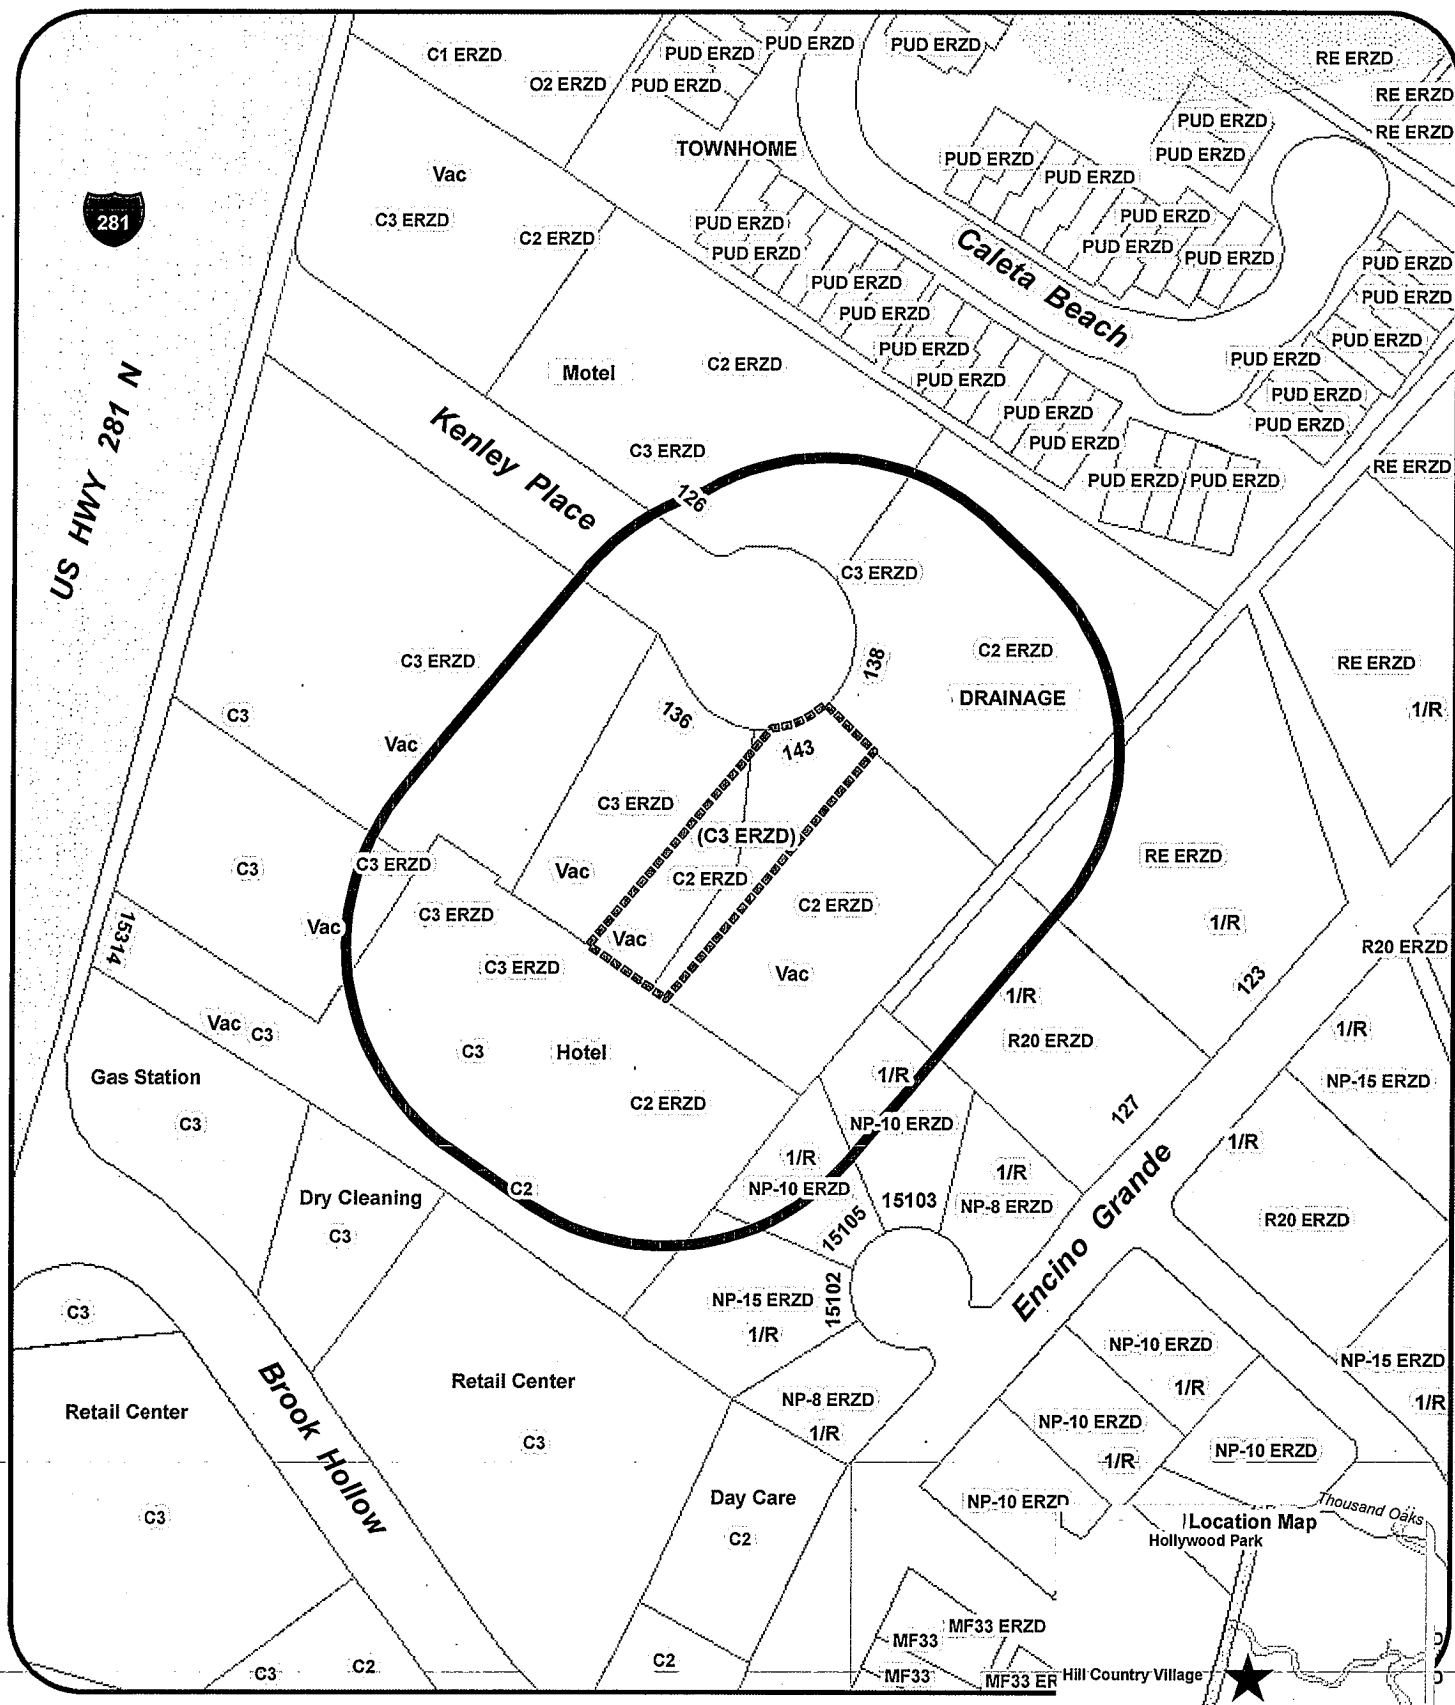 C1 ERZD
O2 ERZD
PUD ERZD
PUD ERZD
PUD ERZD
PUD ERZD
RE ERZD
RE ERZD
RE ERZD
TOWNHOME
PUD ERZD
PUD ERZD
PUD ERZD
PUD ERZD
Vac
C3 ERZD
C2 ERZD
281
PUD ERZD
PUD ERZD
PUD ERZD
PUD ERZD
PUD ERZD
PUD ERZD
PUD ERZD
Caleta Beach
PUD ERZD
PUD ERZD
PUD ERZD
PUD ERZD
PUD ERZD
PUD ERZD
PUD ERZD
PUD ERZD
PUD ERZD
PUD ERZD
PUD ERZD
PUD ERZD
PUD ERZD
RE ERZD
Motel
C2 ERZD
US HWY 281 N
Kenley Place
C3 ERZD
126
C3 ERZD
138
C2 ERZD
DRAINAGE
RE ERZD
1/R
C3 ERZD
C3
Vac
136
143
C3 ERZD
(C3 ERZD)
C2 ERZD
Vac
Vac
C2 ERZD
Vac
RE ERZD
1/R
123
R20 ERZD
C3
C3 ERZD
Vac
C3 ERZD
C3 ERZD
15314
1/R
R20 ERZD
1/R
NP-15 ERZD
Vac
C3
C3
Hotel
C2 ERZD
Gas Station
C3
1/R
NP-10 ERZD
127
1/R
1/R
NP-10 ERZD
15103
1/R
NP-8 ERZD
15105
Encino Grande
R20 ERZD
C2
Dry Cleaning
C3
C3
NP-15 ERZD
1/R
15102
NP-10 ERZD
1/R
NP-15 ERZD
1/R
Brook Hollow
Retail Center
C3
Retail Center
C3
NP-8 ERZD
1/R
NP-10 ERZD
1/R
NP-10 ERZD
NP-10 ERZD
Day Care
C2
Thousand Oaks
Location Map
Hollywood Park
MF33 ERZD
MF33
MF33
MF33 ER
Hill Country Village
C3
C2
C2